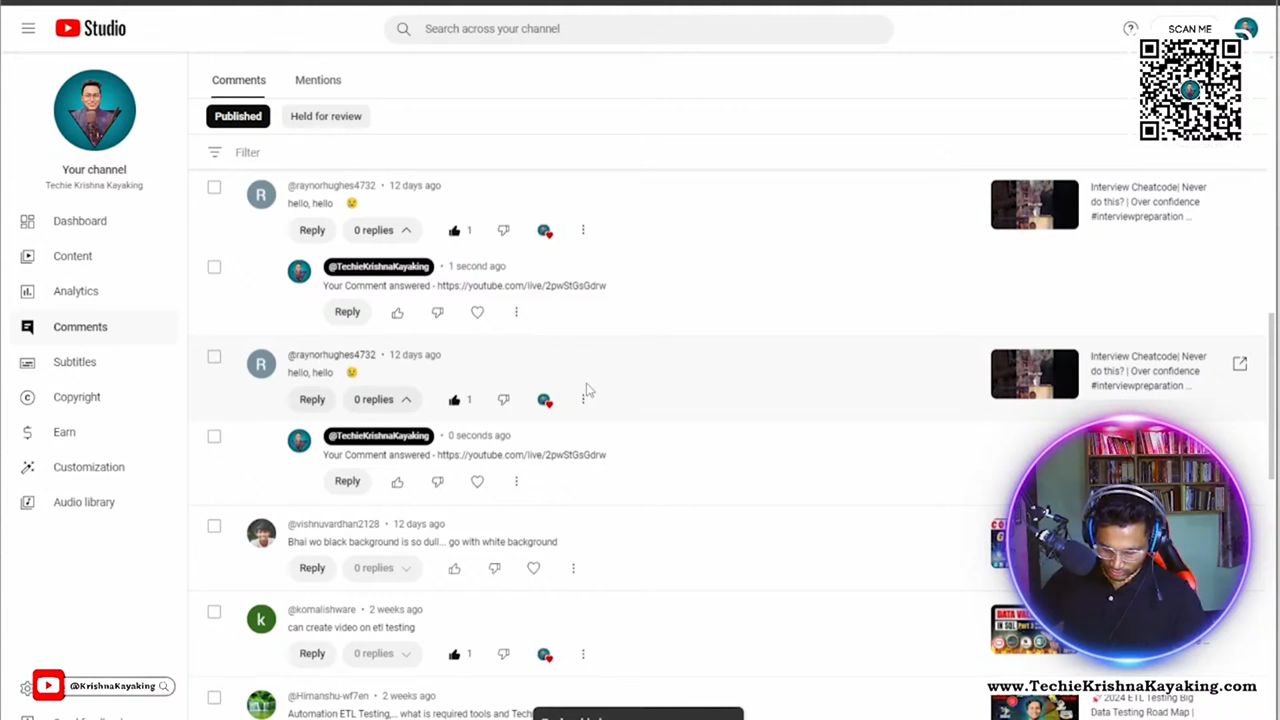 Studio
Search across your channel
SCAN ME
Your channel
Techie Krishna Kayaking
Dashboard
Content
Analytics
Comments
Subtitles
Copyright
Earn
Customization
Audio library
@KrishnaKayaking
Comments Mentions
Published Held for review
Filter
@raynorhughes4732 • 12 days ago
hello, hello 😢
Reply 0 replies 1
Interview Cheatcode| Never
do this? | Over confidence
#interviewpreparation ...
@TechieKrishnaKayaking • 1 second ago
Your Comment answered - https://youtube.com/live/2pwStGsGdrw
Reply
@raynorhughes4732 • 12 days ago
hello, hello 😢
Reply 0 replies 1
Interview Cheatcode| Never
do this? | Over confidence
#interviewpreparation ...
@TechieKrishnaKayaking • 0 seconds ago
Your Comment answered - https://youtube.com/live/2pwStGsGdrw
Reply
@vishnuvardhan2128 • 12 days ago
Bhai wo black background is so dull... go with white background
Reply 0 replies
@komalishware • 2 weeks ago
can create video on etl testing
Reply 0 replies 1
DATA VAL
IN SQL Part 3
@Himanshu-wf7en • 2 weeks ago
Automation ETL Testing,... what is required tools and Tech
2024 ETL Testing Big
Data Testing Road Map |
www.TechieKrishnaKayaking.com